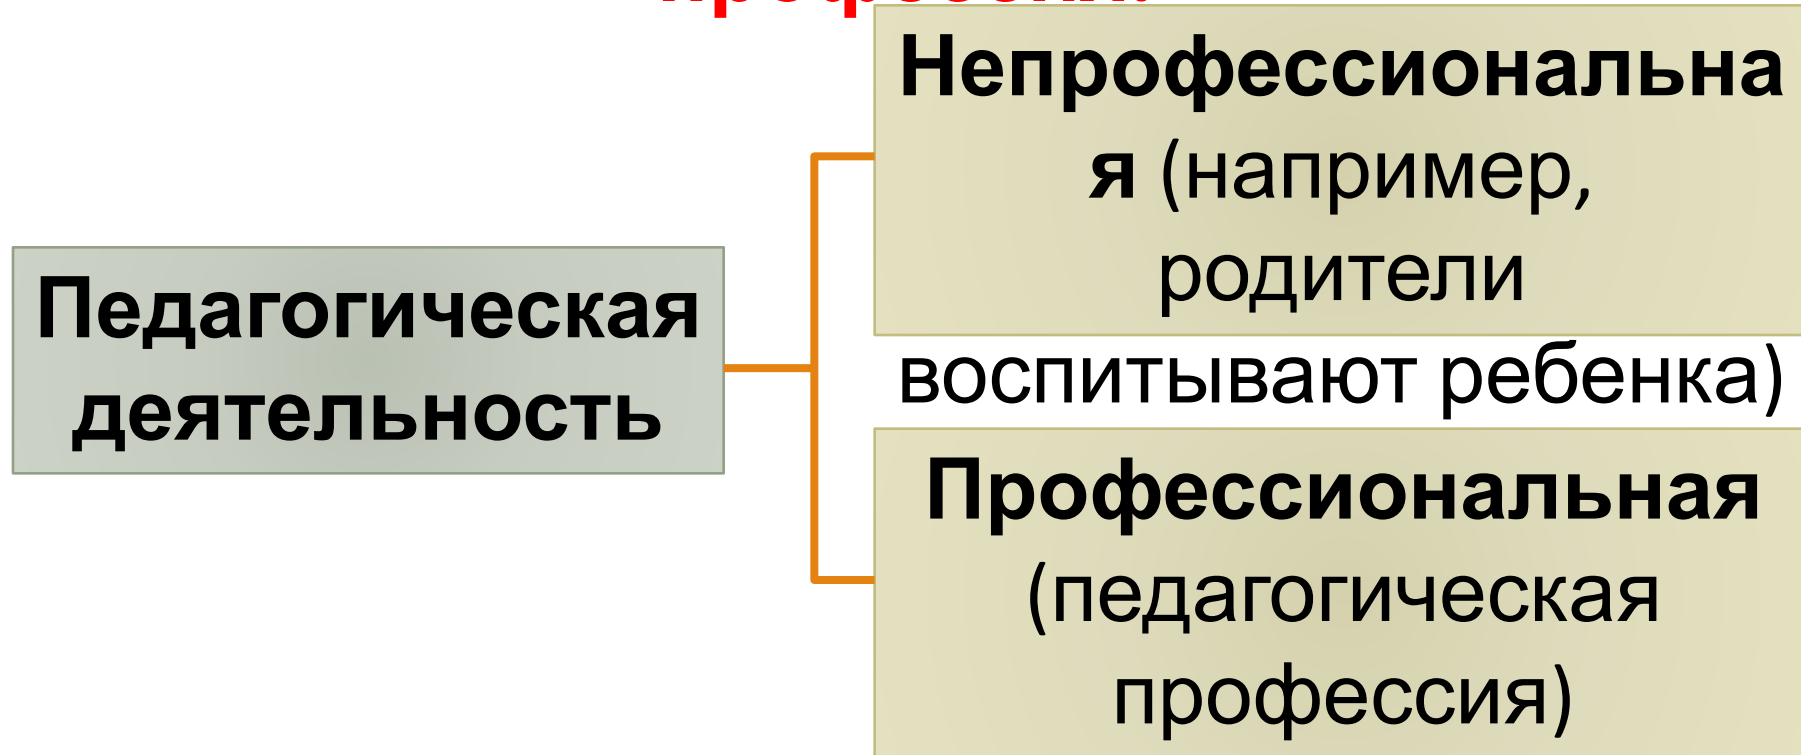 Педагогическая
деятельность
Непрофессиональна
я (например,
родители
воспитывают ребенка)
Профессиональная
(педагогическая
профессия)